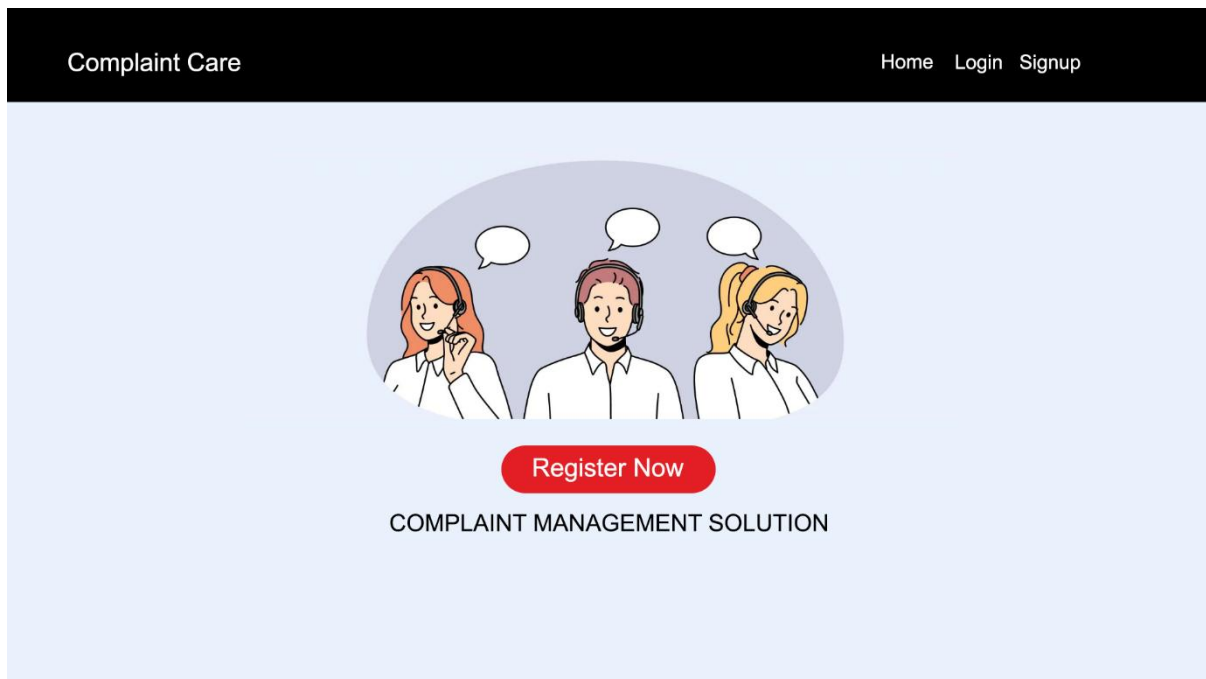 Complaint Care
Home Login Signup
Register Now
COMPLAINT MANAGEMENT SOLUTION